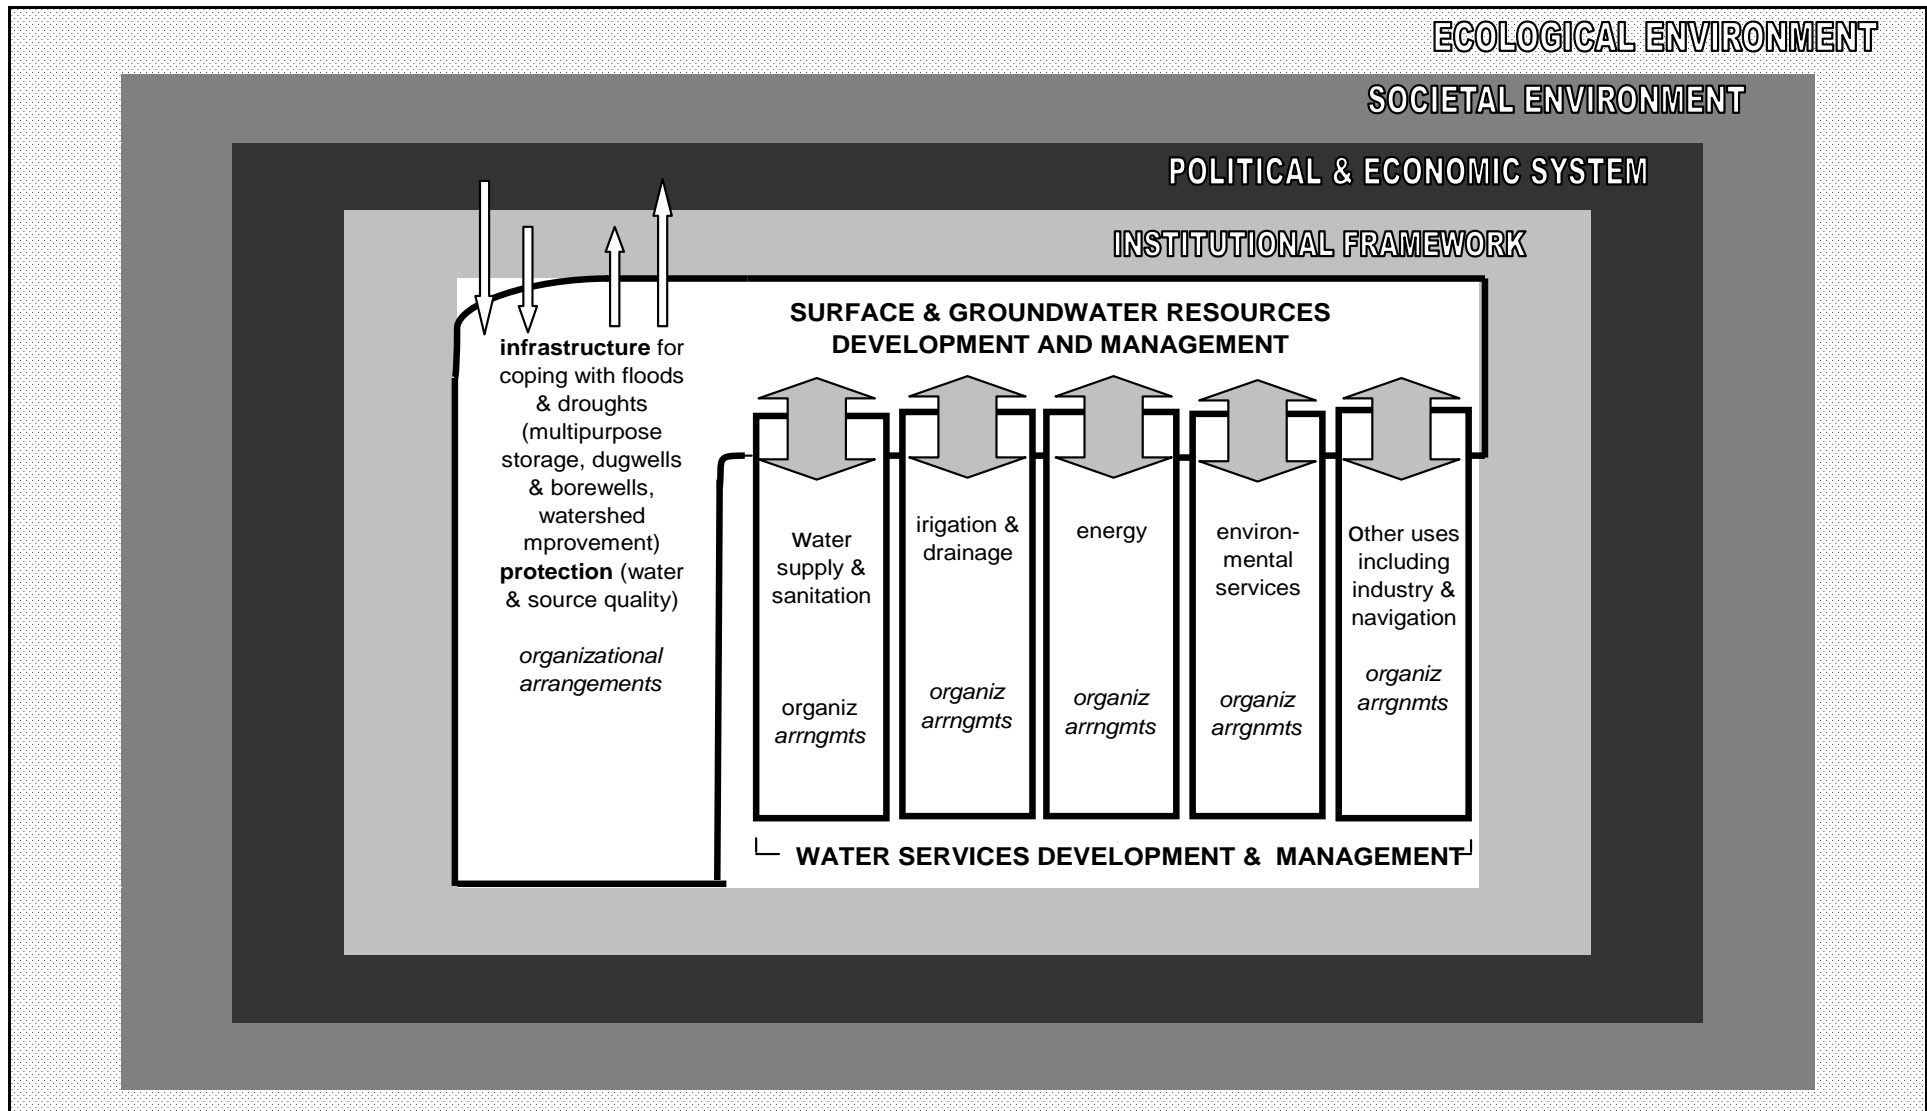 ECOLOGICAL ENVIRONMENT
SOCIETAL ENVIRONMENT
POLITICAL & ECONOMIC SYSTEM
INSTITUTIONAL FRAMEWORK
SURFACE & GROUNDWATER RESOURCES
DEVELOPMENT AND MANAGEMENT
infrastructure for
coping with floods
& droughts
(multipurpose
storage, dugwells
& borewells,
watershed
mprovement)
protection (water
& source quality)
organizational
arrangements
Water
supply &
sanitation
organiz
arrngmts
irigation &
drainage
organiz
arrngmts
energy
organiz
arrngmts
environ-
mental
services
organiz
arrgnmts
Other uses
including
industry &
navigation
organiz
arrgnmts
WATER SERVICES DEVELOPMENT & MANAGEMENT